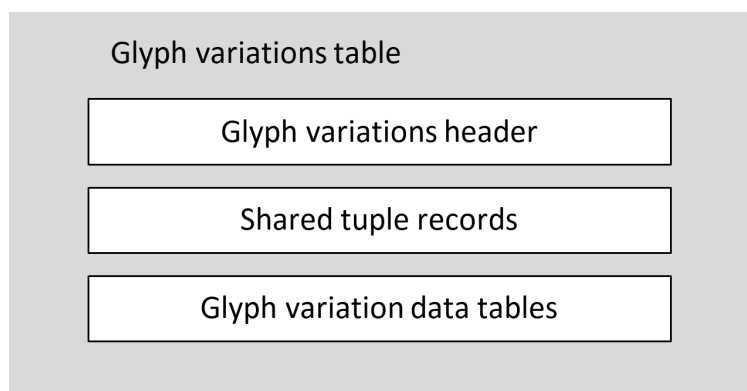 Glyph variations table
Glyph variations header
Shared tuple records
Glyph variation data tables